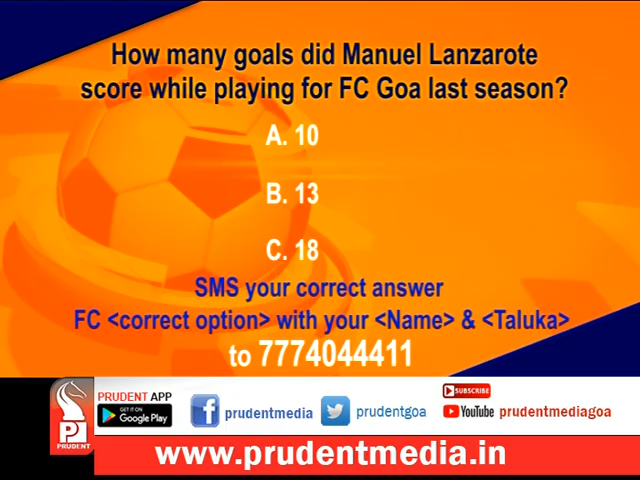 How many goals did Manuel Lanzarote
score while playing for FC Goa last season?
A. 10
B. 13
C. 18
SMS your correct answer
FC <correct option> with your <Name> & <Taluka>
to 7774044411
PRUDENT APP
GET IT ON
Google Play
prudentmedia
prudentgoa
SUBSCRIBE
YouTube prudentmediagoa
PRUDENT
www.prudentmedia.in